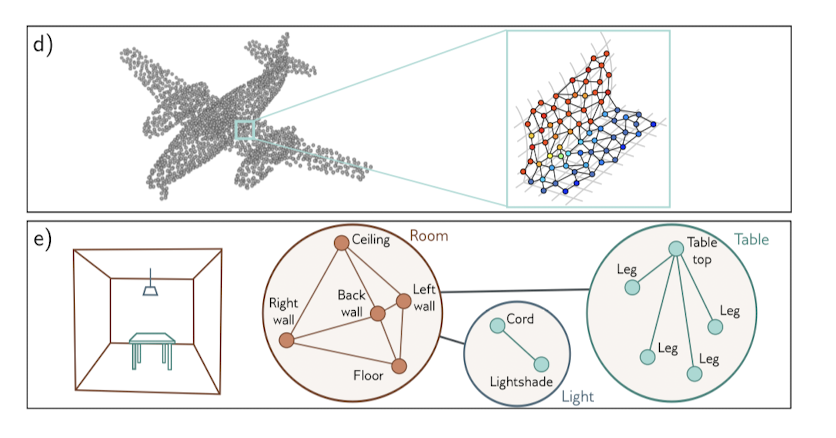 d)
e)
Room
Ceiling
Right
wall
Back
wall
Left
wall
Floor
Cord
Lightshade
Light
Table
Table
top
Leg
Leg
Leg
Leg